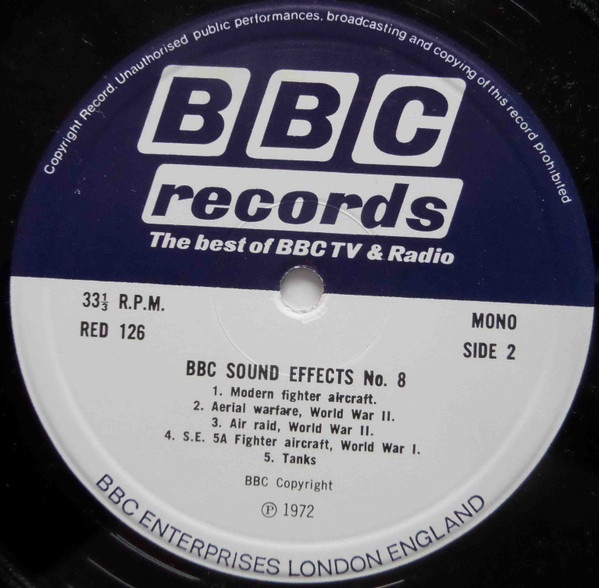 Copyright Record. Unauthorised public performances, broadcasting and copying of this record prohibited
BBC
records
The best of BBC TV & Radio
33⅓ R.P.M.
RED 126
MONO
SIDE 2
BBC SOUND EFFECTS No. 8
1. Modern fighter aircraft.
2. Aerial warfare, World War II.
3. Air raid, World War II.
4. S.E. 5A Fighter aircraft, World War I.
5. Tanks
BBC Copyright
℗ 1972
BBC ENTERPRISES LONDON ENGLAND